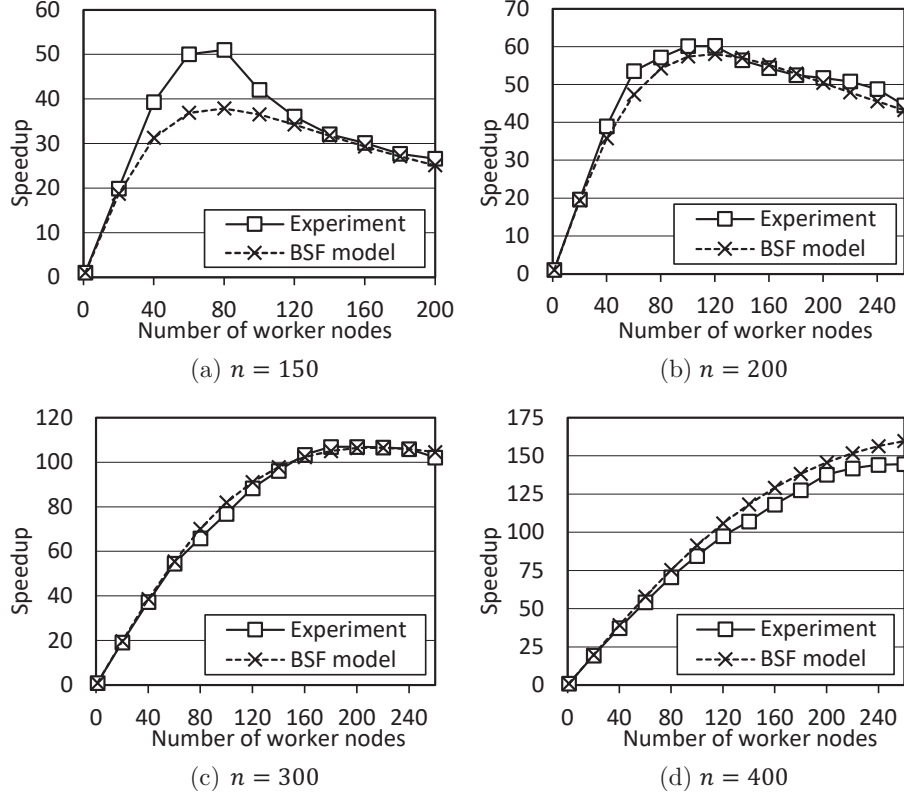 60
50
40
30
20
10
0
Speedup
Experiment
BSF model
0 40 80 120 160 200
Number of worker nodes
(a) n = 150
70
60
50
40
30
20
10
0
Speedup
Experiment
BSF model
0 40 80 120 160 200 240
Number of worker nodes
(b) n = 200
120
100
80
60
40
20
0
Speedup
Experiment
BSF model
0 40 80 120 160 200 240
Number of worker nodes
(c) n = 300
175
150
125
100
75
50
25
0
Speedup
Experiment
BSF model
0 40 80 120 160 200 240
Number of worker nodes
(d) n = 400